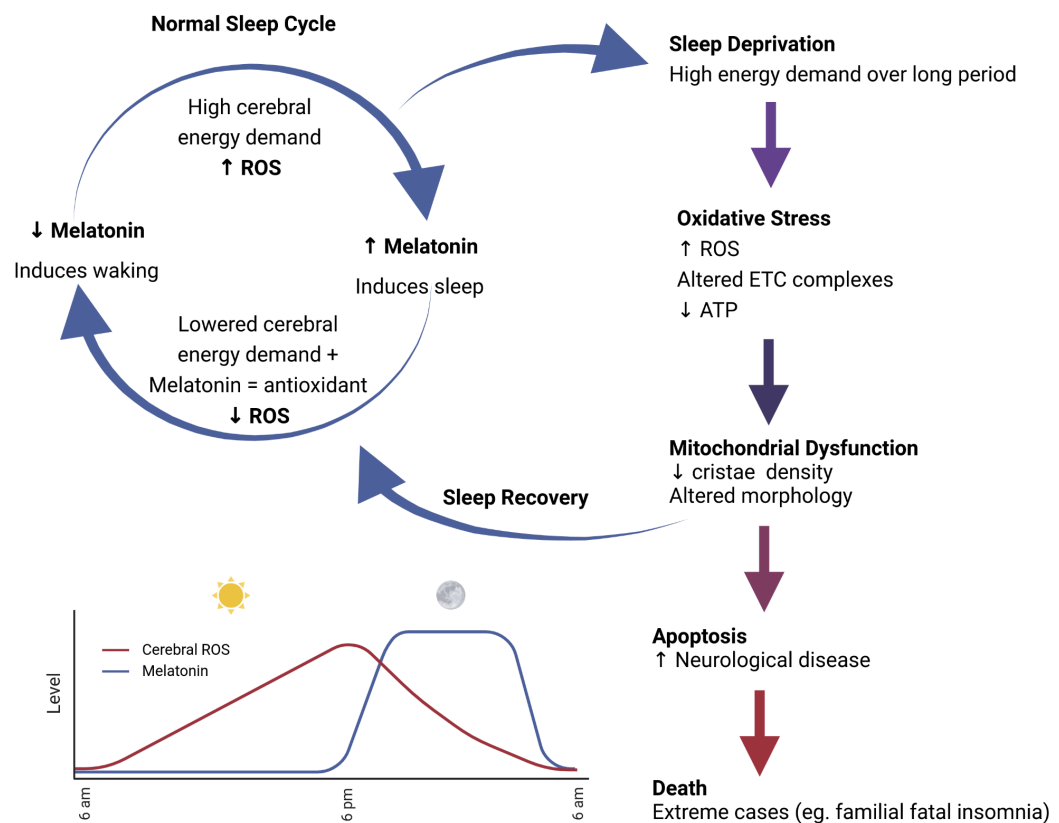 Normal Sleep Cycle
High cerebral
energy demand
↑ ROS
↓ Melatonin
Induces waking
↑ Melatonin
Induces sleep
Lowered cerebral
energy demand +
Melatonin = antioxidant
↓ ROS
Sleep Deprivation
High energy demand over long period
Oxidative Stress
↑ ROS
Altered ETC complexes
↓ ATP
Mitochondrial Dysfunction
↓ cristae density
Altered morphology
Sleep Recovery
Apoptosis
↑ Neurological disease
Death
Extreme cases (eg. familial fatal insomnia)
Cerebral ROS
Melatonin
Level
6 am
6 pm
6 am